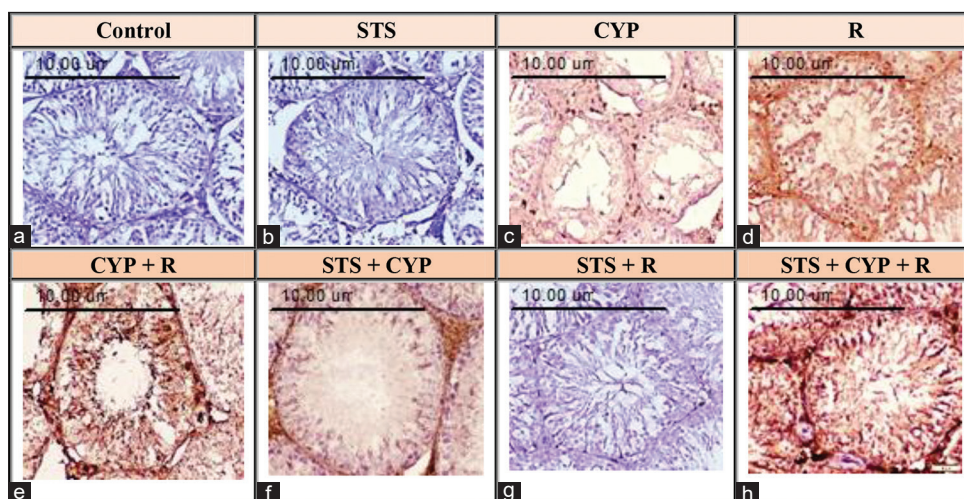 Control STS CYP R
10.00 um 10.00 um 10.00 um 10.00 um
a b c d
CYP + R STS + CYP STS + R STS + CYP + R
10.00 um 10.00 um 10.00 um 10.00 um
e f g h